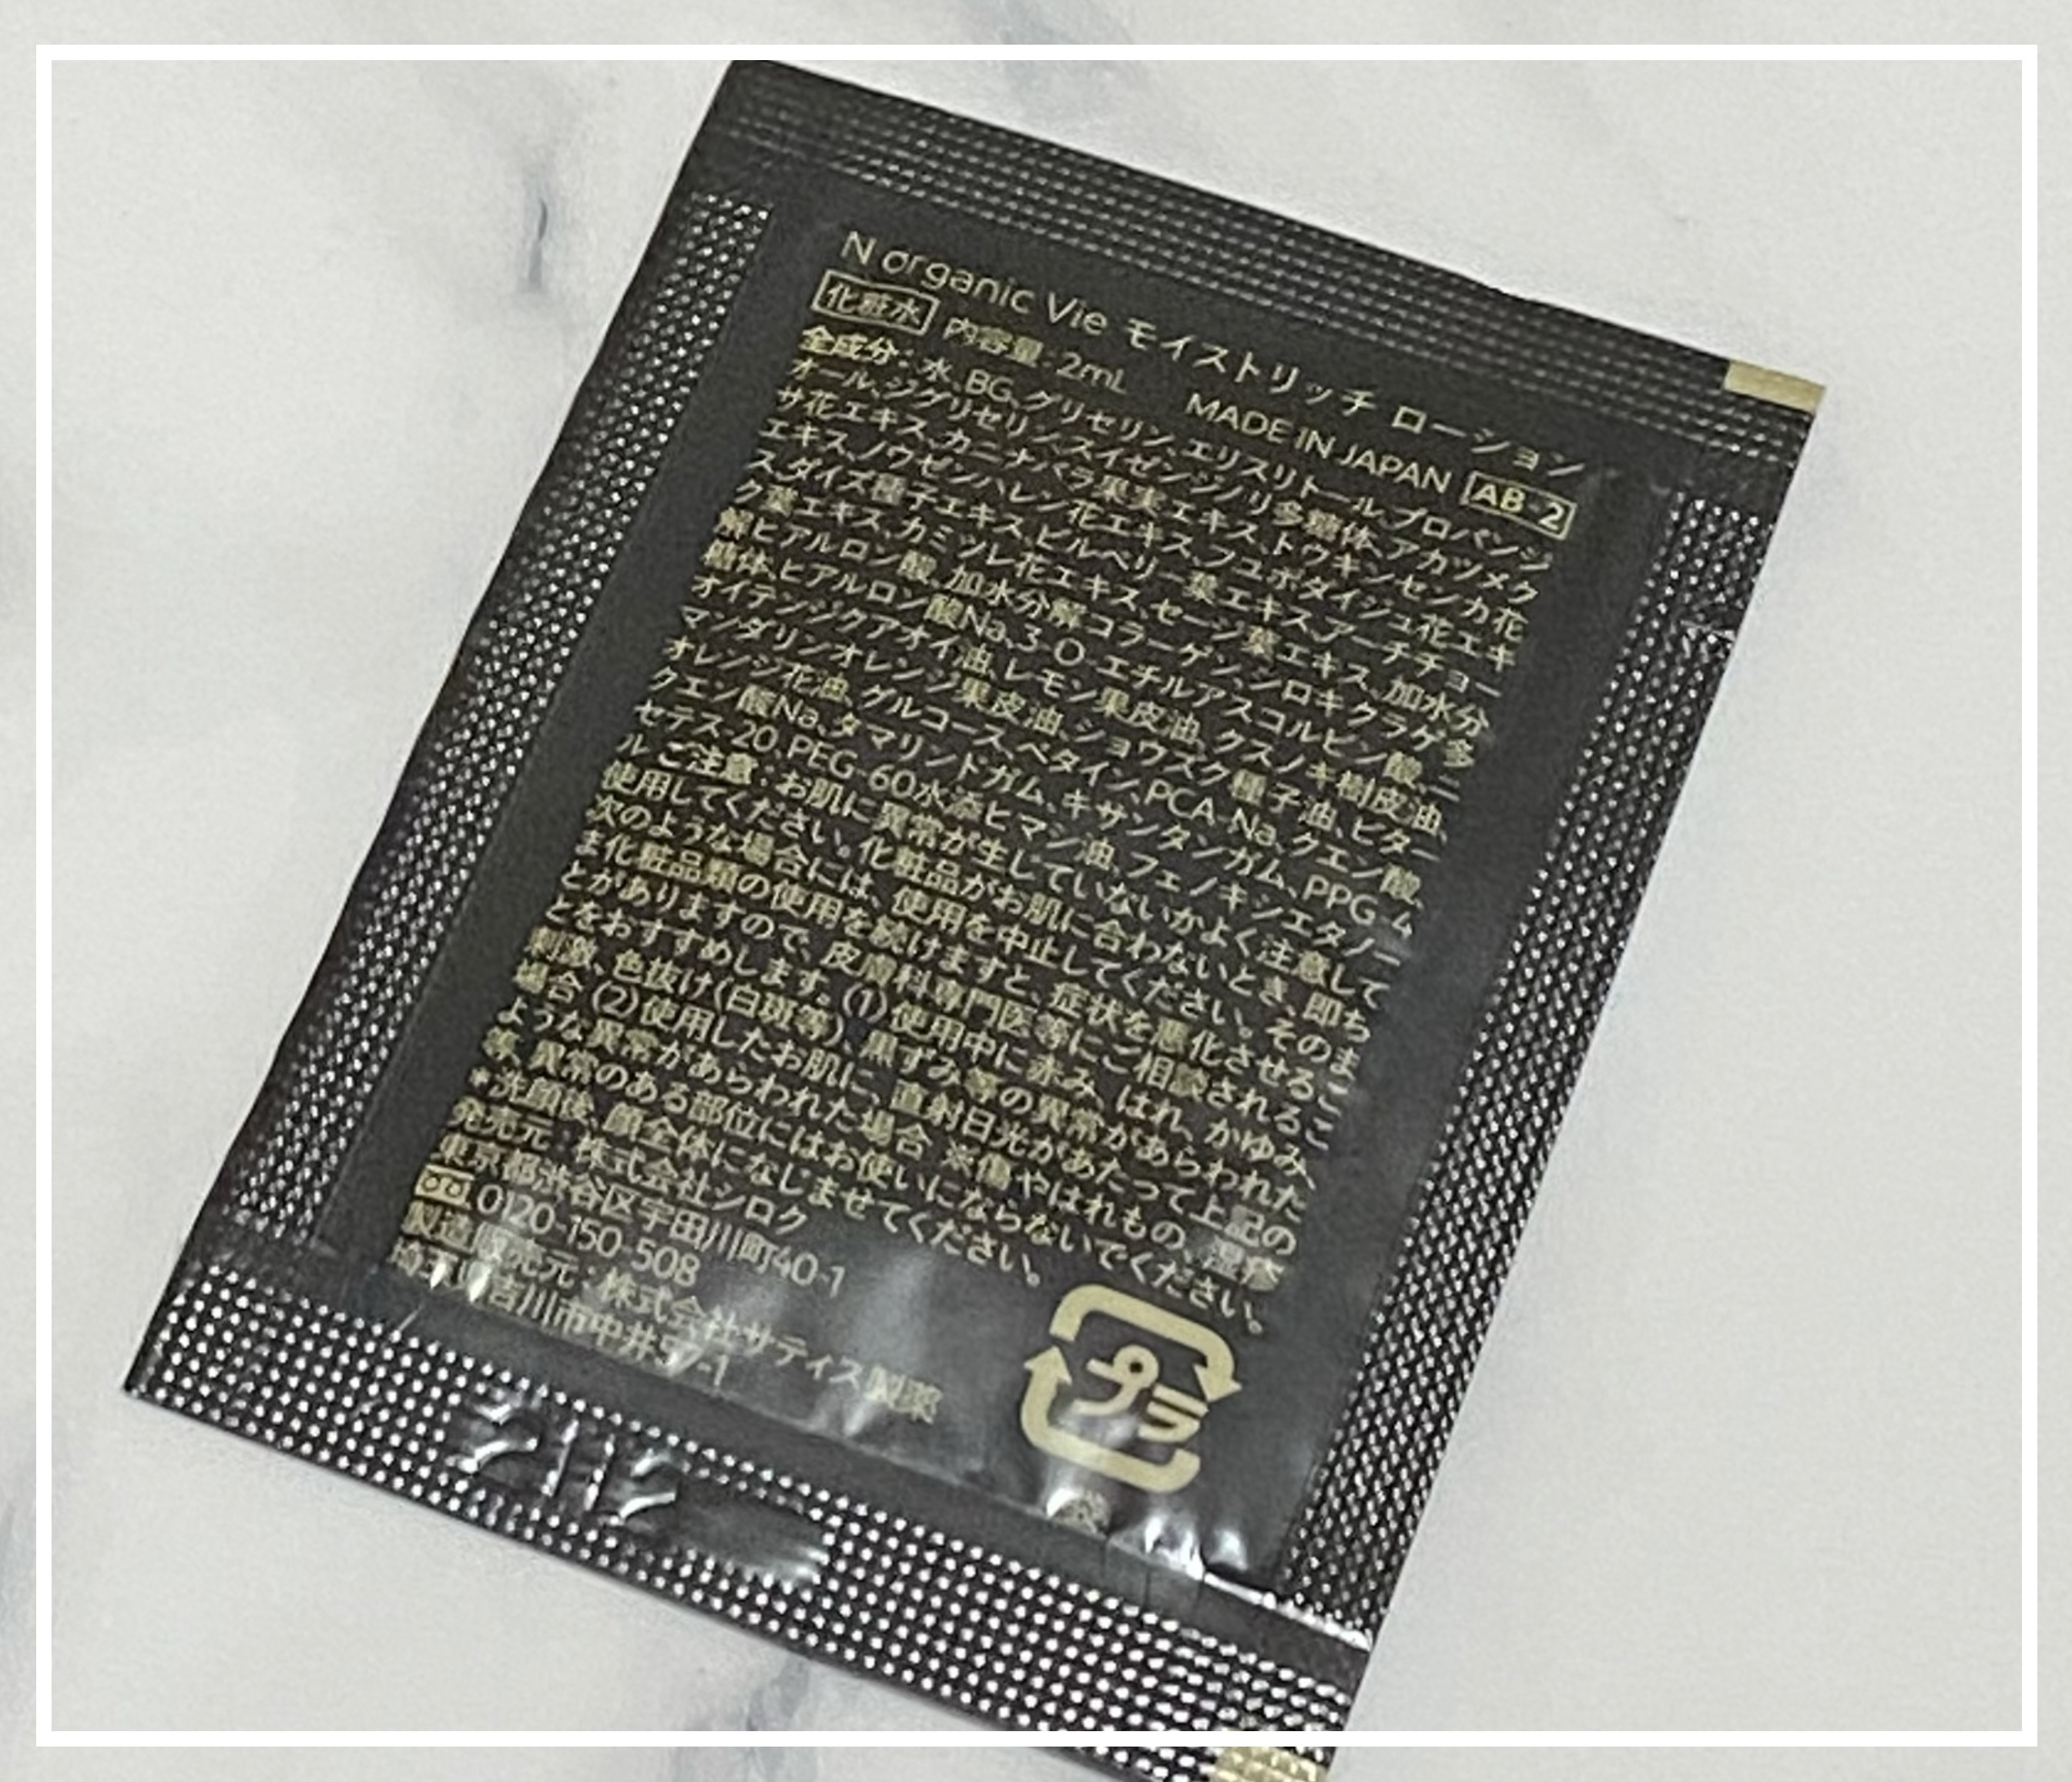 N organic Vie モイストリッチ ローション
化粧水 内容量:2mL MADE IN JAPAN AB-2
全成分:水、BG、グリセリン、エリスリトール、プロパンジ
オール、ジグリセリン、スイゼンジノリ多糖体、アカツメク
サ花エキス、カニナバラ果実エキス、トウキンセンカ花
エキス、ノウゼンハレン花エキス、フユボダイジュ花エキ
ス、ダイズ種子エキス、ビルベリー葉エキス、アーチチョー
ク葉エキス、カミツレ花エキス、セージ葉エキス、加水分
解ヒアルロン酸、加水分解コラーゲン、シロキクラゲ多
糖体、ヒアルロン酸Na、3-O-エチルアスコルビン酸、ニ
オイテンジクアオイ油、レモン果皮油、クスノキ樹皮油、
マンダリンオレンジ果皮油、ショウズク種子油、ビター
オレンジ花油、グルコース、ベタイン、PCA-Na、クエン酸、
クエン酸Na、タマリンドガム、キサンタンガム、PPG-ム
セテス-20、PEG-60水添ヒマシ油、フェノキシエタノー
ル ご注意:お肌に異常が生じていないかよく注意して
使用してください。化粧品がお肌に合わないとき、即ち
次のような場合には、使用を中止してください。そのま
ま化粧品類の使用を続けますと、症状を悪化させるこ
とがありますので、皮膚科専門医等にご相談されるこ
とをおすすめします。(1)使用中に赤み、はれ、かゆみ、
刺激、色抜け(白斑等)、黒ずみ等の異常があらわれた
場合 (2)使用したお肌に、直射日光があたって上記の
ような異常があらわれた場合 ※傷やはれもの、湿疹
等、異常のある部位にはお使いにならないでください。
*洗顔後、顔全体になじませてください。
発売元:株式会社シロク
東京都渋谷区宇田川町40-1
0120-150-508
製造販売元:株式会社サティス製薬
埼玉県吉川市中井57-1
プラ